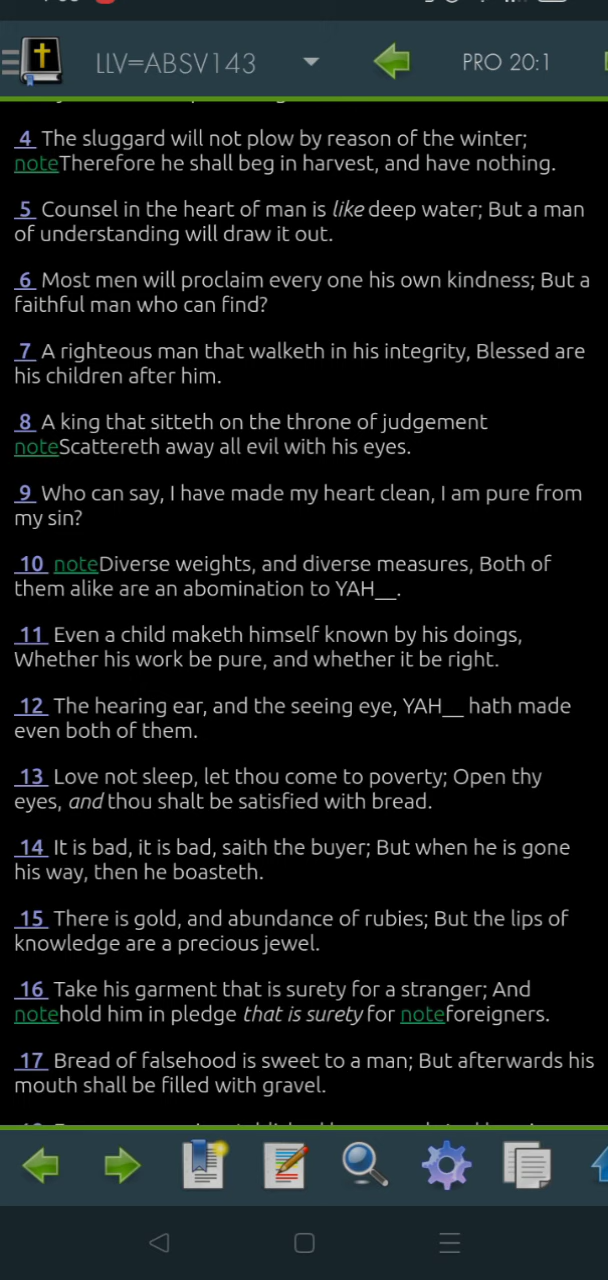 LLV=ABSV143
PRO 20:1
4 The sluggard will not plow by reason of the winter;
noteTherefore he shall beg in harvest, and have nothing.
5 Counsel in the heart of man is like deep water; But a man
of understanding will draw it out.
6 Most men will proclaim every one his own kindness; But a
faithful man who can find?
7 A righteous man that walketh in his integrity, Blessed are
his children after him.
8 A king that sitteth on the throne of judgement
noteScattereth away all evil with his eyes.
9 Who can say, I have made my heart clean, I am pure from
my sin?
10 noteDiverse weights, and diverse measures, Both of
them alike are an abomination to YAH__.
11 Even a child maketh himself known by his doings,
Whether his work be pure, and whether it be right.
12 The hearing ear, and the seeing eye, YAH__ hath made
even both of them.
13 Love not sleep, let thou come to poverty; Open thy
eyes, and thou shalt be satisfied with bread.
14 It is bad, it is bad, saith the buyer; But when he is gone
his way, then he boasteth.
15 There is gold, and abundance of rubies; But the lips of
knowledge are a precious jewel.
16 Take his garment that is surety for a stranger; And
notehold him in pledge that is surety for noteforeigners.
17 Bread of falsehood is sweet to a man; But afterwards his
mouth shall be filled with gravel.